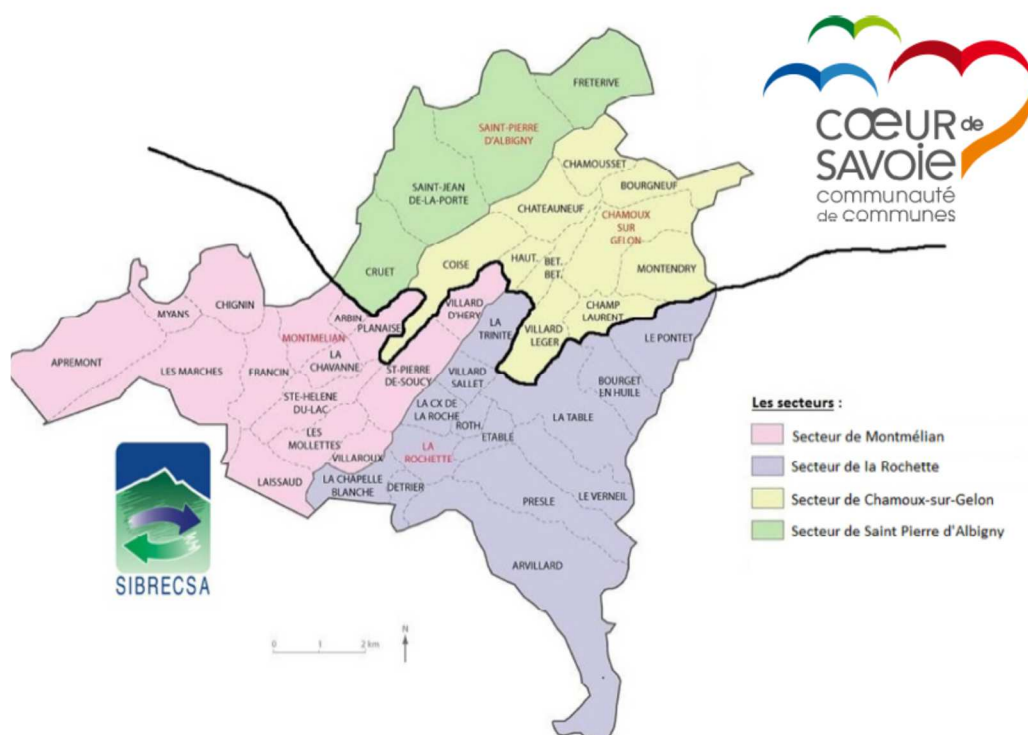 CŒUR de
SAVOIE
communauté
de communes
FRETERIVE
SAINT-PIERRE
D'ALBIGNY
SAINT-JEAN
DE-LA-PORTE
CRUET
CHAMOUSSET
BOURGNEUF
CHATEAUNEUF
CHAMOUX
SUR
GELON
COISE
HAUT.
BET.
BET.
MONTENDRY
CHAMP
LAURENT
VILLARD
LEGER
MYANS
CHIGNIN
ARBIN
PLANAISE
VILLARD
D'HERY
LA
TRINITE
LE PONTET
APREMONT
LES MARCHES
FRANCIN
MONTMELIAN
LA
CHAVANNE
ST-PIERRE
DE-SOUCY
VILLARD
SALLET
BOURGET
EN HUILE
STE-HELENE
DU-LAC
LA CX DE
LA ROCHE
ROTH.
ETABLE
LA TABLE
LES
MOLLETTES
VILLAROUX
LA
ROCHETTE
LAISSAUD
LA CHAPELLE
BLANCHE
DETRIER
PRESLE
LE VERNEIL
ARVILLARD
Les secteurs :
Secteur de Montmélian
Secteur de la Rochette
Secteur de Chamoux-sur-Gelon
Secteur de Saint Pierre d'Albigny
SIBRECSA
0 1 2 km
N